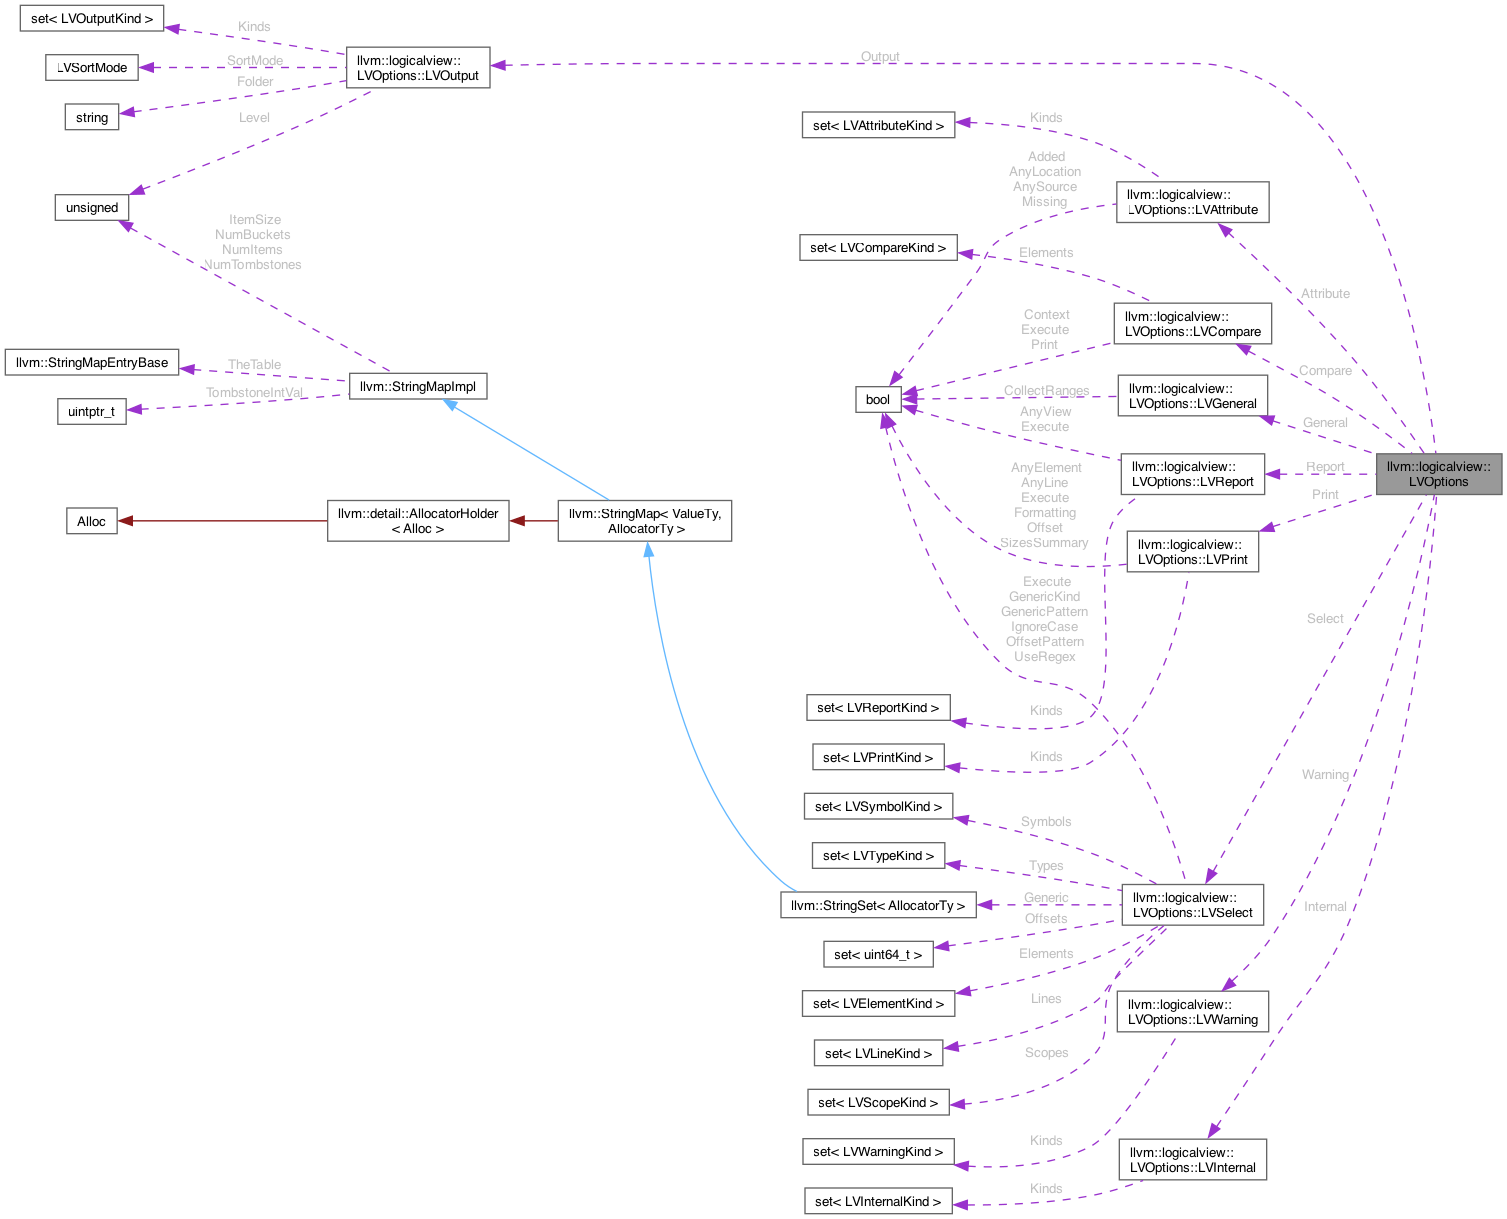 set< LVOutputKind >
Kinds
LVSortMode
SortMode
string
Folder
llvm::logicalview::
LVOptions::LVOutput
Level
unsigned
Output
ItemSize
NumBuckets
NumItems
NumTombstones
llvm::StringMapEntryBase
TheTable
uintptr_t
TombstoneIntVal
llvm::StringMapImpl
Alloc
llvm::detail::AllocatorHolder
< Alloc >
llvm::StringMap< ValueTy,
AllocatorTy >
set< LVAttributeKind >
Kinds
Added
AnyLocation
AnySource
Missing
llvm::logicalview::
LVOptions::LVAttribute
set< LVCompareKind >
Elements
Attribute
Context
Execute
Print
llvm::logicalview::
LVOptions::LVCompare
Compare
bool
CollectRanges
llvm::logicalview::
LVOptions::LVGeneral
General
AnyView
Execute
llvm::logicalview::
LVOptions::LVReport
Report
llvm::logicalview::
LVOptions
Print
AnyElement
AnyLine
Execute
Formatting
Offset
SizesSummary
llvm::logicalview::
LVOptions::LVPrint
Execute
GenericKind
GenericPattern
IgnoreCase
OffsetPattern
UseRegex
Select
set< LVReportKind >
Kinds
set< LVPrintKind >
Kinds
Warning
set< LVSymbolKind >
Symbols
set< LVTypeKind >
Types
llvm::StringSet< AllocatorTy >
Generic
llvm::logicalview::
LVOptions::LVSelect
Internal
Offsets
set< uint64_t >
Elements
set< LVElementKind >
Lines
llvm::logicalview::
LVOptions::LVWarning
set< LVLineKind >
Scopes
set< LVScopeKind >
set< LVWarningKind >
Kinds
llvm::logicalview::
LVOptions::LVInternal
set< LVInternalKind >
Kinds